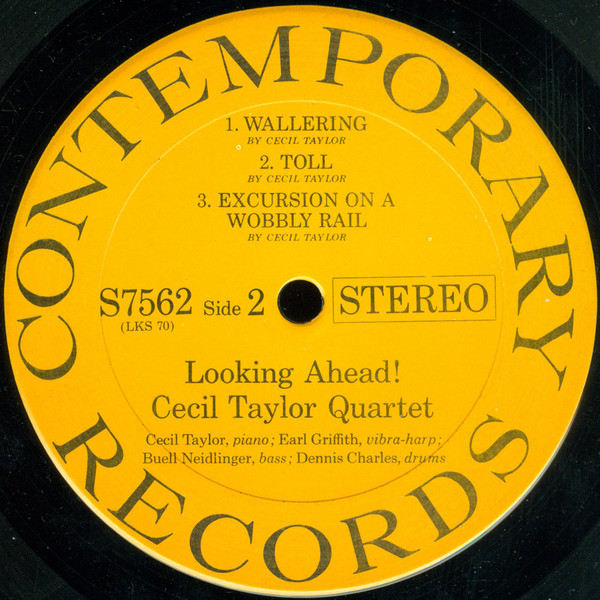 CONTEMPORARY
1. WALLERING
BY CECIL TAYLOR
2. TOLL
BY CECIL TAYLOR
3. EXCURSION ON A
WOBBLY RAIL
BY CECIL TAYLOR
S7562 Side 2 STEREO
(LKS 70)
Looking Ahead!
Cecil Taylor Quartet
Cecil Taylor, piano; Earl Griffith, vibra-harp;
Buell Neidlinger, bass; Dennis Charles, drums
RECORDS